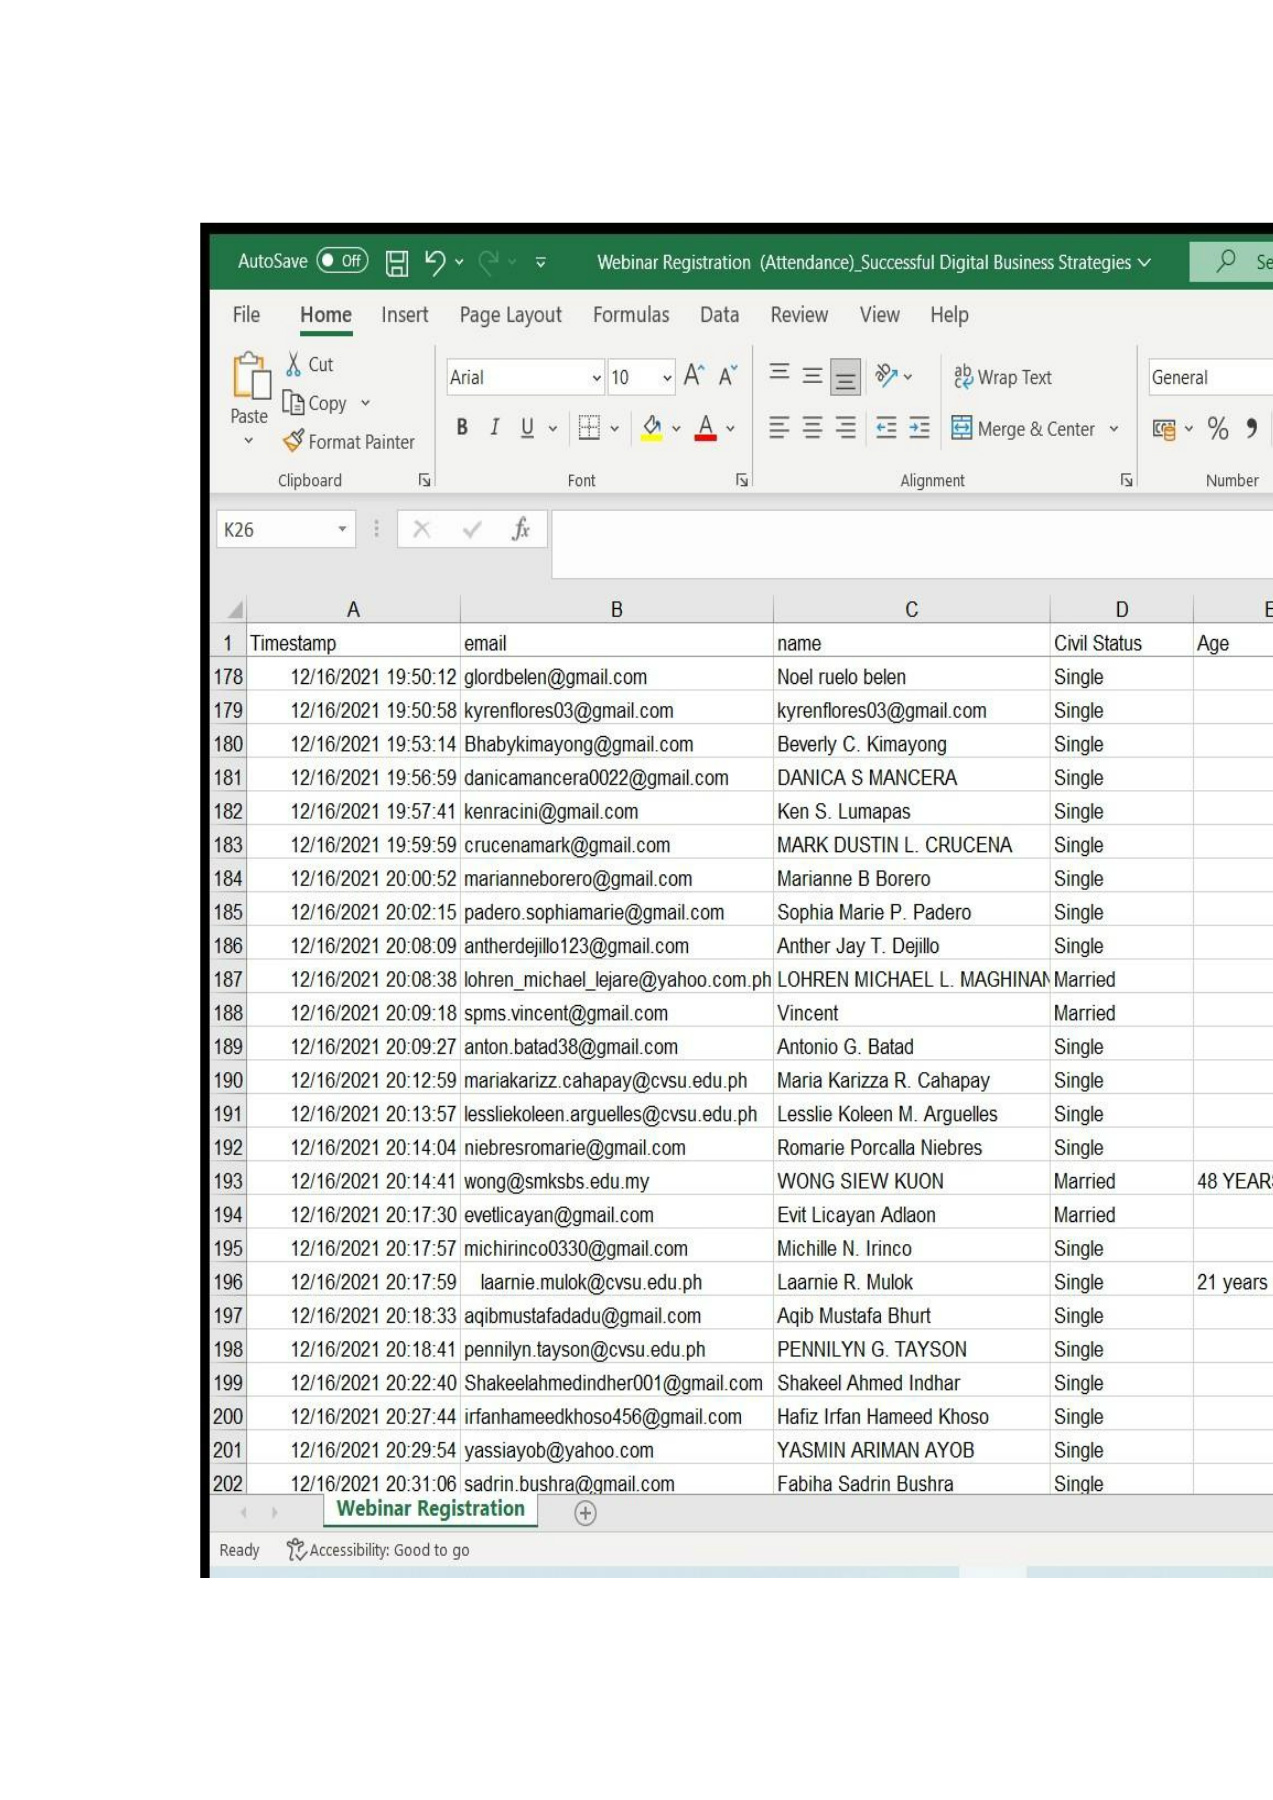 AutoSave Off Webinar Registration (Attendance)_Successful Digital Business Strategies Se
File Home Insert Page Layout Formulas Data Review View Help
Paste Cut Copy Format Painter Arial 10 A A B I U A ab Wrap Text Merge & Center General % ,
Clipboard Font Alignment Number
K26 fx
A B C D E
1 Timestamp email name Civil Status Age
178 12/16/2021 19:50:12 glordbelen@gmail.com Noel ruelo belen Single
179 12/16/2021 19:50:58 kyrenflores03@gmail.com kyrenflores03@gmail.com Single
180 12/16/2021 19:53:14 Bhabykimayong@gmail.com Beverly C. Kimayong Single
181 12/16/2021 19:56:59 danicamancera0022@gmail.com DANICA S MANCERA Single
182 12/16/2021 19:57:41 kenracini@gmail.com Ken S. Lumapas Single
183 12/16/2021 19:59:59 crucenamark@gmail.com MARK DUSTIN L. CRUCENA Single
184 12/16/2021 20:00:52 marianneborero@gmail.com Marianne B Borero Single
185 12/16/2021 20:02:15 padero.sophiamarie@gmail.com Sophia Marie P. Padero Single
186 12/16/2021 20:08:09 antherdejillo123@gmail.com Anther Jay T. Dejillo Single
187 12/16/2021 20:08:38 lohren_michael_lejare@yahoo.com.ph LOHREN MICHAEL L. MAGHINAN Married
188 12/16/2021 20:09:18 spms.vincent@gmail.com Vincent Married
189 12/16/2021 20:09:27 anton.batad38@gmail.com Antonio G. Batad Single
190 12/16/2021 20:12:59 mariakarizz.cahapay@cvsu.edu.ph Maria Karizza R. Cahapay Single
191 12/16/2021 20:13:57 lessliekoleen.arguelles@cvsu.edu.ph Lesslie Koleen M. Arguelles Single
192 12/16/2021 20:14:04 niebresromarie@gmail.com Romarie Porcalla Niebres Single
193 12/16/2021 20:14:41 wong@smksbs.edu.my WONG SIEW KUON Married 48 YEARS
194 12/16/2021 20:17:30 evetlicayan@gmail.com Evit Licayan Adlaon Married
195 12/16/2021 20:17:57 michirinco0330@gmail.com Michille N. Irinco Single
196 12/16/2021 20:17:59 laarnie.mulok@cvsu.edu.ph Laarnie R. Mulok Single 21 years
197 12/16/2021 20:18:33 aqibmustafadadu@gmail.com Aqib Mustafa Bhurt Single
198 12/16/2021 20:18:41 pennilyn.tayson@cvsu.edu.ph PENNILYN G. TAYSON Single
199 12/16/2021 20:22:40 Shakeelahmedindher001@gmail.com Shakeel Ahmed Indhar Single
200 12/16/2021 20:27:44 irfanhameedkhoso456@gmail.com Hafiz Irfan Hameed Khoso Single
201 12/16/2021 20:29:54 yassiayob@yahoo.com YASMIN ARIMAN AYOB Single
202 12/16/2021 20:31:06 sadrin.bushra@gmail.com Fabiha Sadrin Bushra Single
Webinar Registration
Ready Accessibility: Good to go